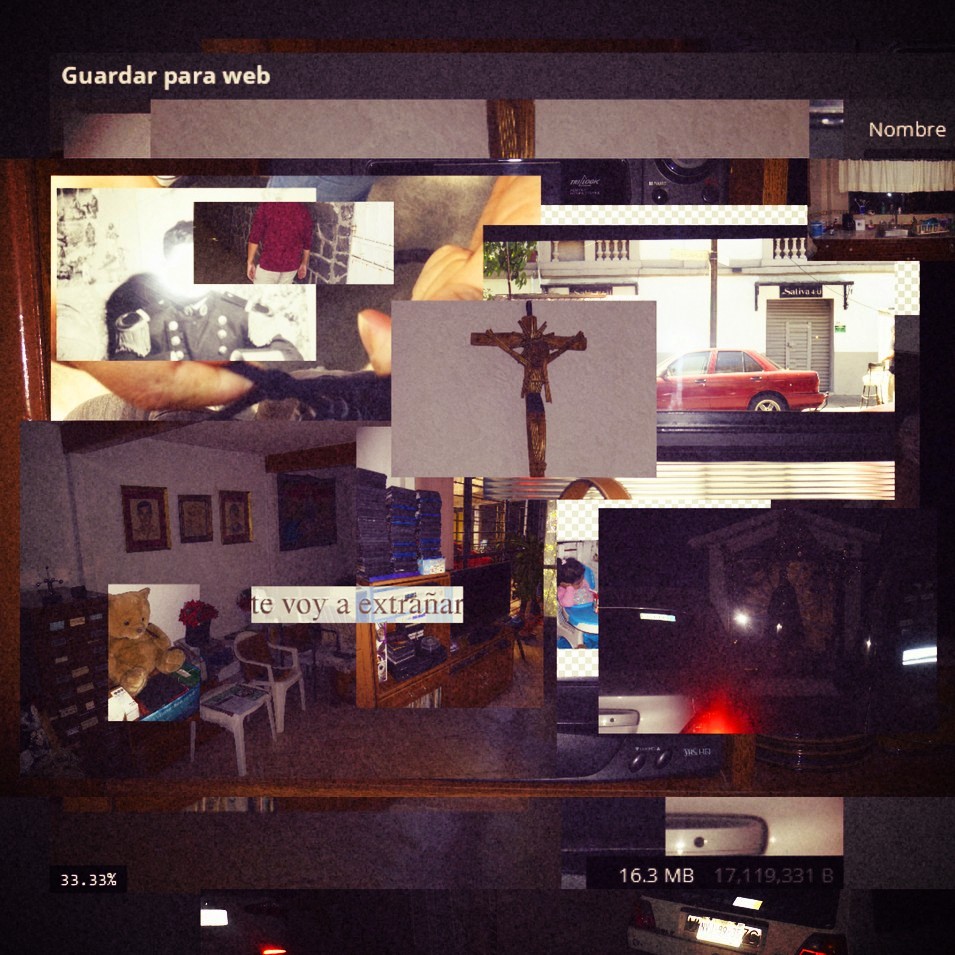 Guardar para web
Nombre
te voy a extrañar
33.33%
16.3 MB 17,119,331 B